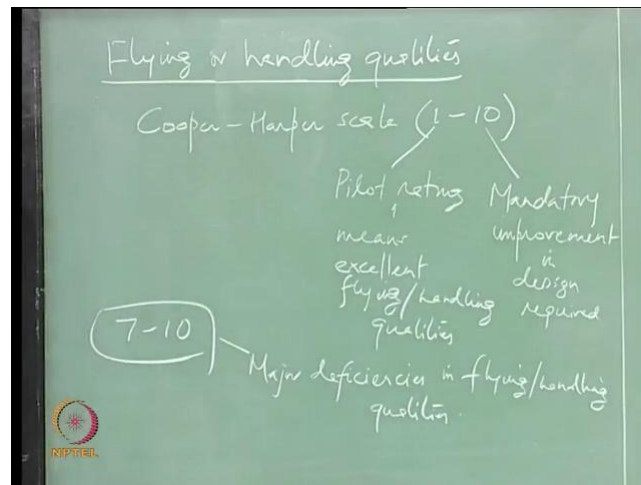 Flying or handling qualities
Cooper-Harper scale (1-10)
Pilot rating
1
means
excellent
flying/handling
qualities
Mandatory
improvement
in
design
required
7-10
Major deficiencies in flying/handling
qualities.
NPTEL